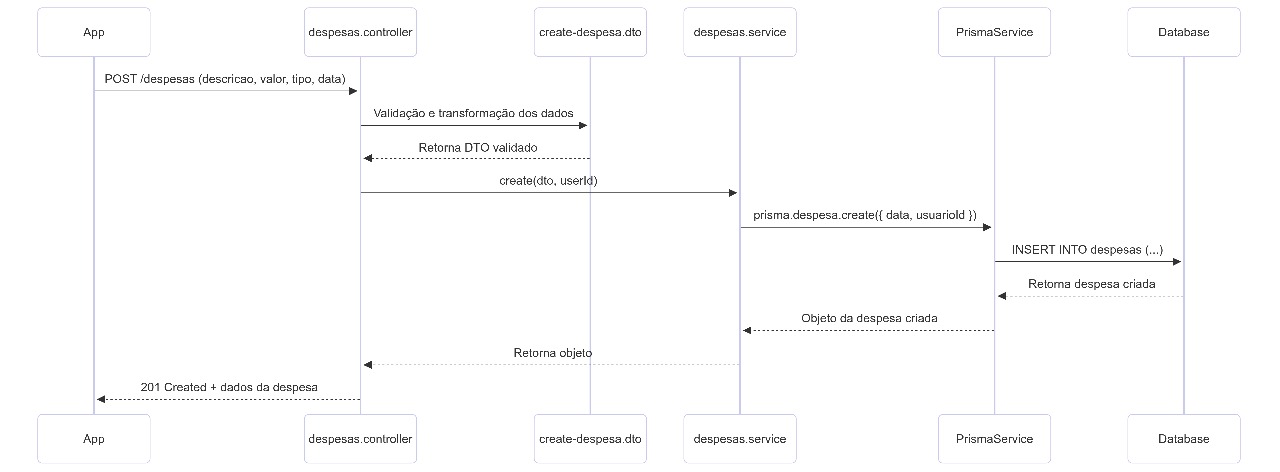 App
despesas.controller
create-despesa.dto
despesas.service
PrismaService
Database
POST /despesas (descricao, valor, tipo, data)
Validação e transformação dos dados
Retorna DTO validado
create(dto, userId)
prisma.despesa.create({ data, usuarioId })
INSERT INTO despesas (...)
Retorna despesa criada
Objeto da despesa criada
Retorna objeto
201 Created + dados da despesa
App
despesas.controller
create-despesa.dto
despesas.service
PrismaService
Database